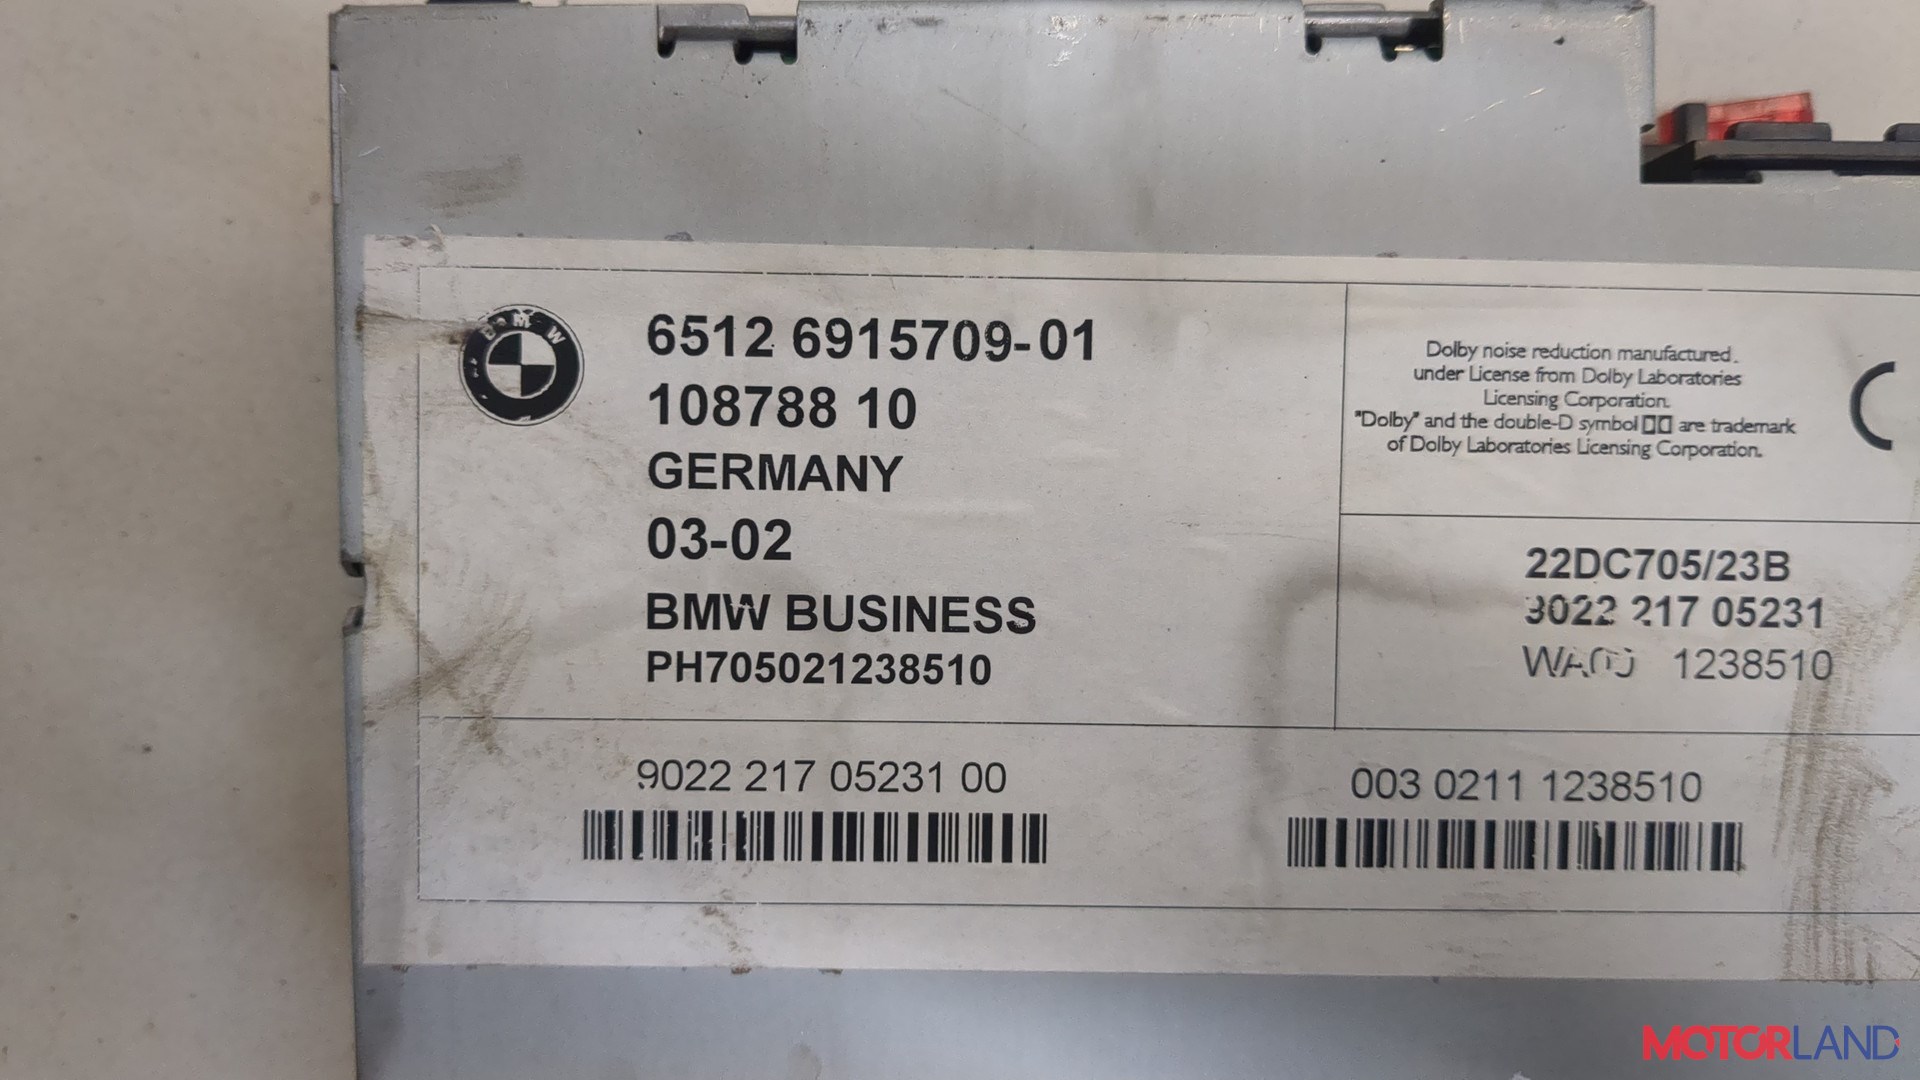 BMW
6512 6915709-01
108788 10
GERMANY
03-02
BMW BUSINESS
PH705021238510
Dolby noise reduction manufactured
under License from Dolby Laboratories
Licensing Corporation.
"Dolby" and the double-D symbol are trademark
of Dolby Laboratories Licensing Corporation.
22DC705/23B
9022 217 05231
1238510
9022 217 05231 00
003 0211 1238510
MOTORLAND